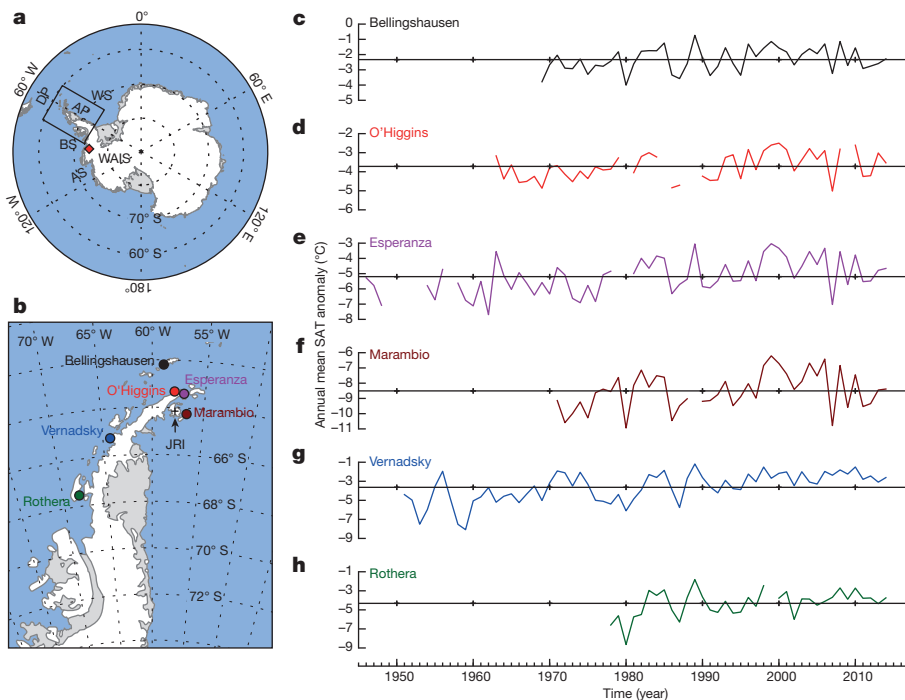 a
0°
60° W
60° E
DP
WS
AP
BS
WAIS
AS
70° S
60° S
120° W
120° E
180°
b
70° W
65° W
60° W
55° W
Bellingshausen
O'Higgins
Esperanza
Marambio
JRI
Vernadsky
Rothera
66° S
68° S
70° S
72° S
Annual mean SAT anomaly (°C)
c
Bellingshausen
0
−1
−2
−3
−4
−5
d
O'Higgins
−2
−3
−4
−5
−6
e
Esperanza
−3
−4
−5
−6
−7
−8
f
Marambio
−6
−7
−8
−9
−10
−11
g
Vernadsky
−1
−3
−5
−7
−9
h
Rothera
−1
−3
−5
−7
−9
1950 1960 1970 1980 1990 2000 2010
Time (year)